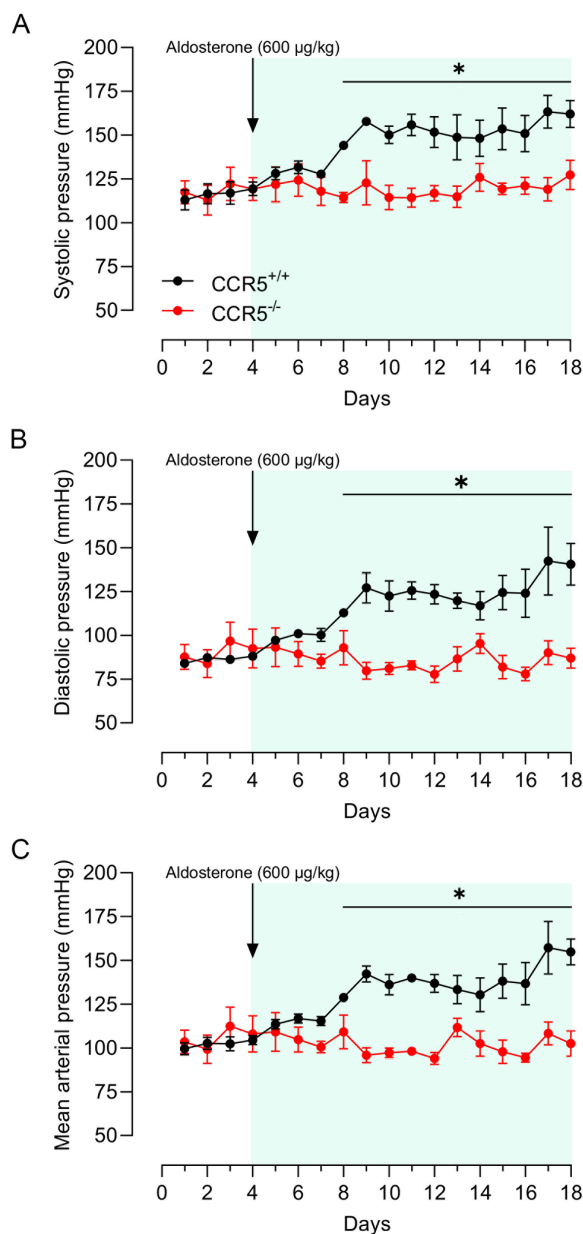 A
Aldosterone (600 µg/kg)
*
200
175
150
125
100
75
50
Systolic pressure (mmHg)
CCR5+/+
CCR5-/-
0 2 4 6 8 10 12 14 16 18
Days
B
Aldosterone (600 µg/kg)
*
200
175
150
125
100
75
50
Diastolic pressure (mmHg)
0 2 4 6 8 10 12 14 16 18
Days
C
Aldosterone (600 µg/kg)
*
200
175
150
125
100
75
50
Mean arterial pressure (mmHg)
0 2 4 6 8 10 12 14 16 18
Days